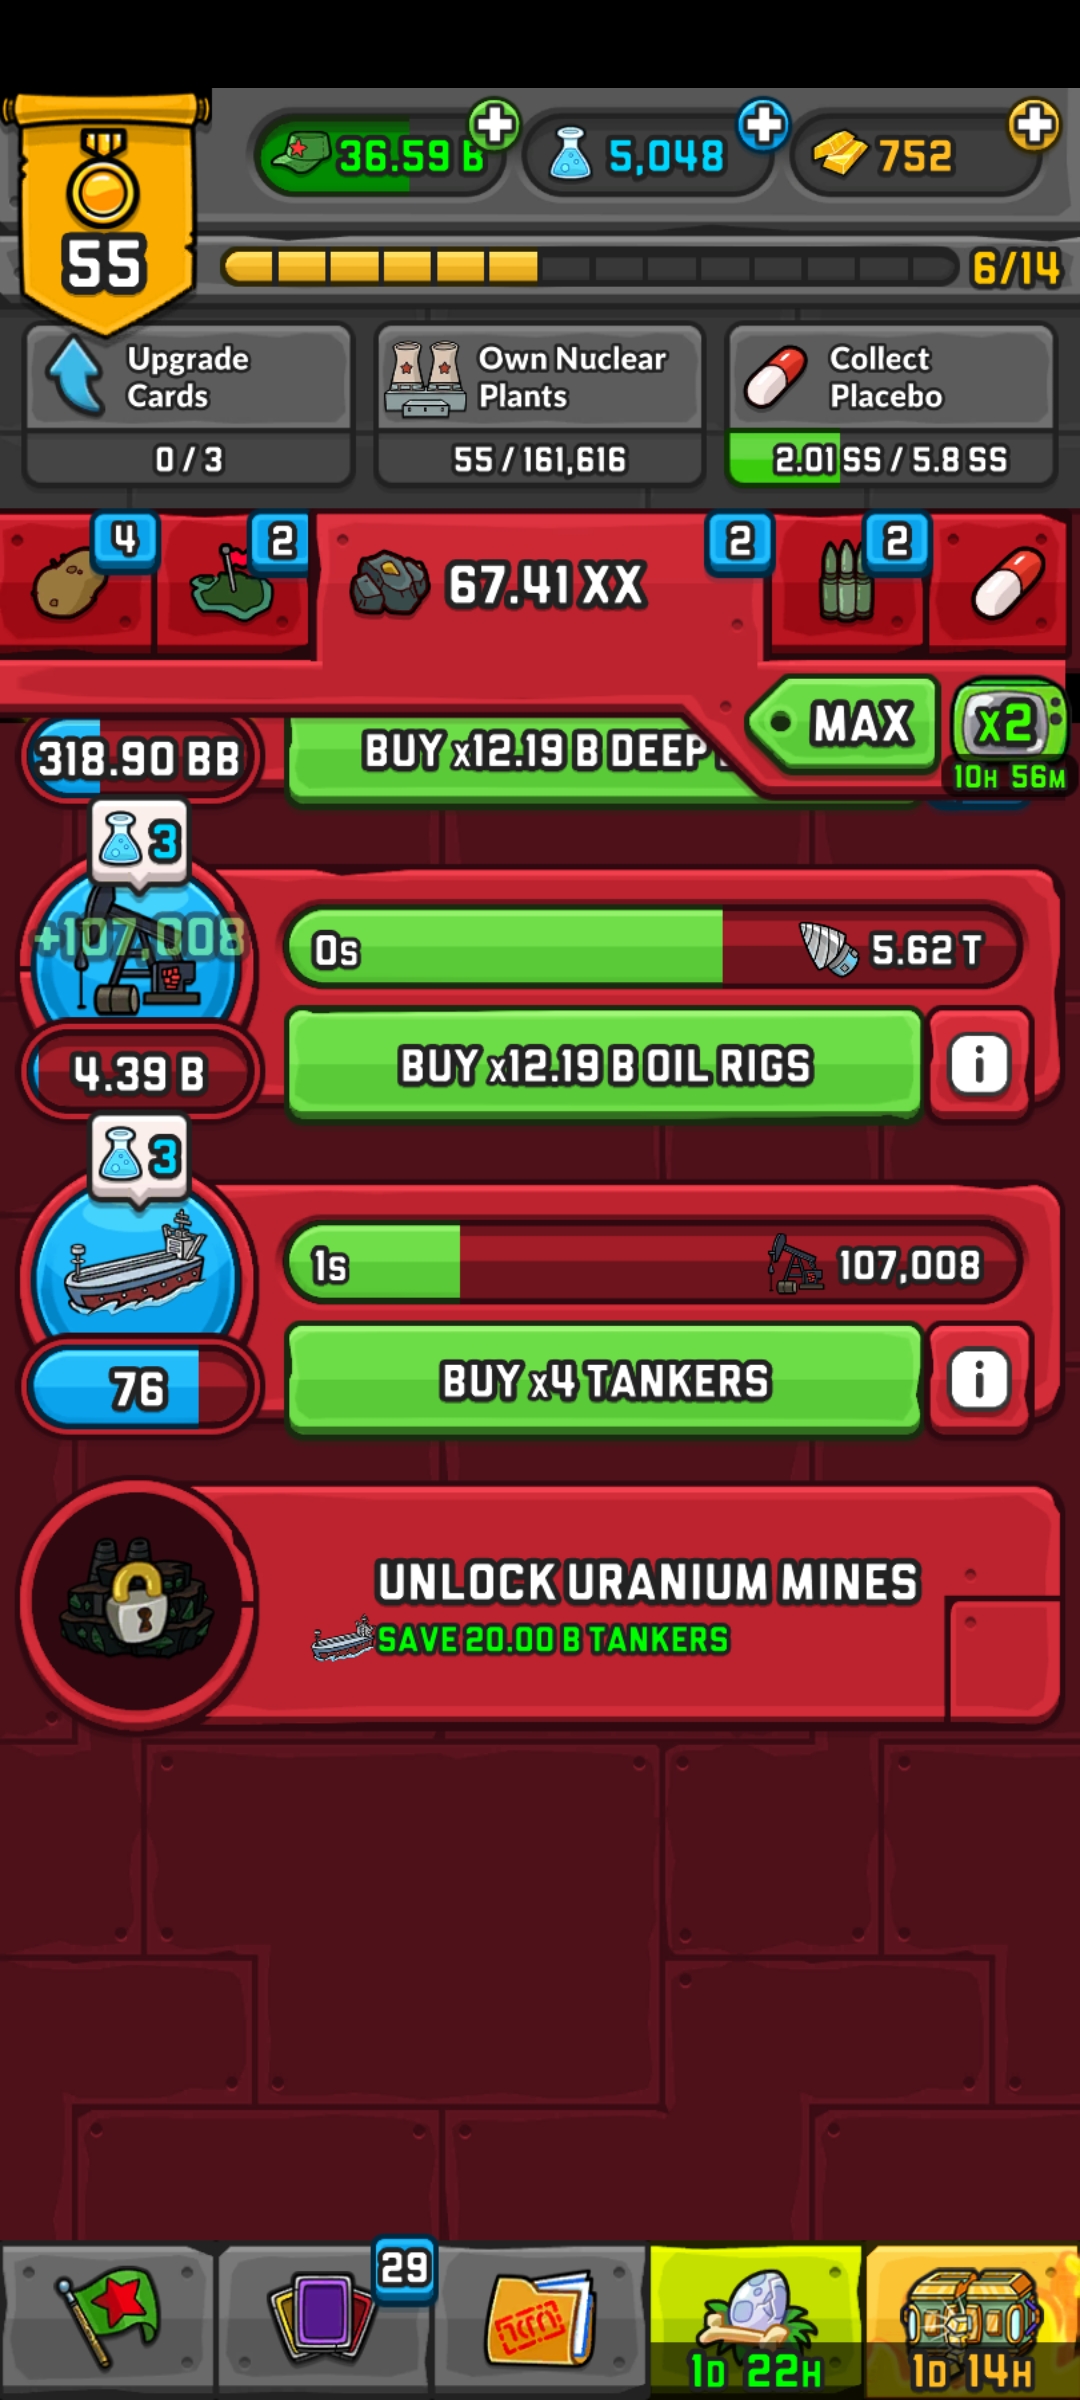 36.59 B
5,048
752
55
6/14
Upgrade
Cards
0 / 3
Own Nuclear
Plants
55 / 161,616
Collect
Placebo
2.01 SS / 5.8 SS
4
2
67.41 XX
2
2
MAX
x2
10H 56M
318.90 BB
BUY x12.19 B DEEP
3
+107,008
0s
5.62 T
4.39 B
BUY x12.19 B OIL RIGS
i
3
1s
107,008
76
BUY x4 TANKERS
i
UNLOCK URANIUM MINES
SAVE 20.00 B TANKERS
29
1D 22H
1D 14H